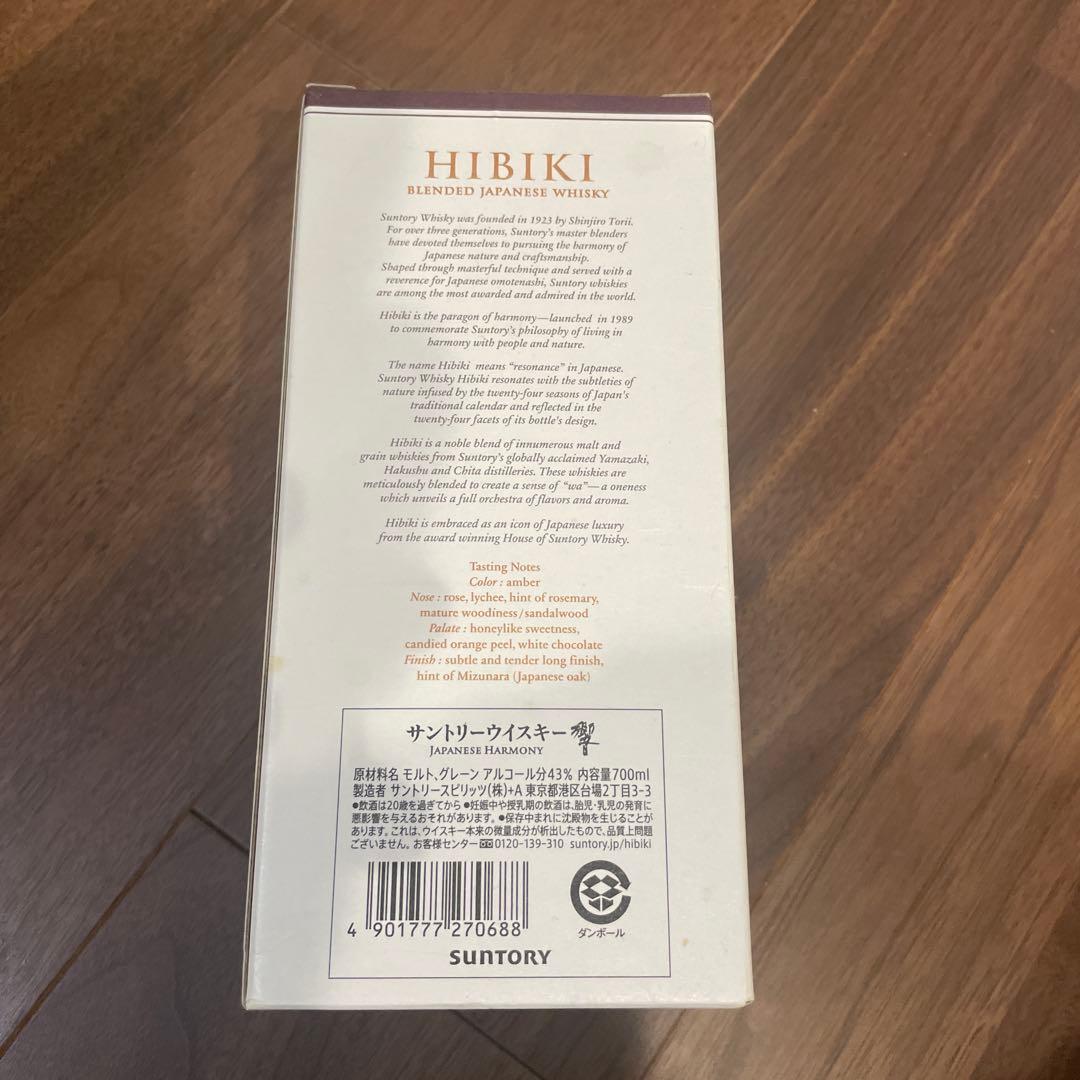 HIBIKI
BLENDED JAPANESE WHISKY
Suntory Whisky was founded in 1923 by Shinjiro Torii.
For over three generations, Suntory's master blenders
have devoted themselves to pursuing the harmony of
Japanese nature and craftsmanship.
Shaped through masterful technique and served with a
reverence for Japanese omotenashi, Suntory whiskies
are among the most awarded and admired in the world.
Hibiki is the paragon of harmony—launched in 1989
to commemorate Suntory's philosophy of living in
harmony with people and nature.
The name Hibiki means “resonance” in Japanese.
Suntory Whisky Hibiki resonates with the subtleties of
nature infused by the twenty-four seasons of Japan's
traditional calendar and reflected in the
twenty-four facets of its bottle's design.
Hibiki is a noble blend of innumerous malt and
grain whiskies from Suntory's globally acclaimed Yamazaki,
Hakushu and Chita distilleries. These whiskies are
meticulously blended to create a sense of “wa”—a oneness
which unveils a full orchestra of flavors and aroma.
Hibiki is embraced as an icon of Japanese luxury
from the award winning House of Suntory Whisky.
Tasting Notes
Color : amber
Nose : rose, lychee, hint of rosemary,
mature woodiness/sandalwood
Palate : honeylike sweetness,
candied orange peel, white chocolate
Finish : subtle and tender long finish,
hint of Mizunara (Japanese oak)
サントリーウイスキー 響
JAPANESE HARMONY
原材料名 モルト、グレーン アルコール分43% 内容量700ml
製造者 サントリースピリッツ(株)+A 東京都港区台場2丁目3-3
●飲酒は20歳を過ぎてから ●妊娠中や授乳期の飲酒は、胎児・乳児の発育に
悪影響を与えるおそれがあります。●保存中まれに沈殿物を生じることが
あります。これは、ウイスキー本来の微量成分が析出したもので、品質上問題
ございません。お客様センター 0120-139-310 suntory.jp/hibiki
4 901777 270688
ダンボール
SUNTORY